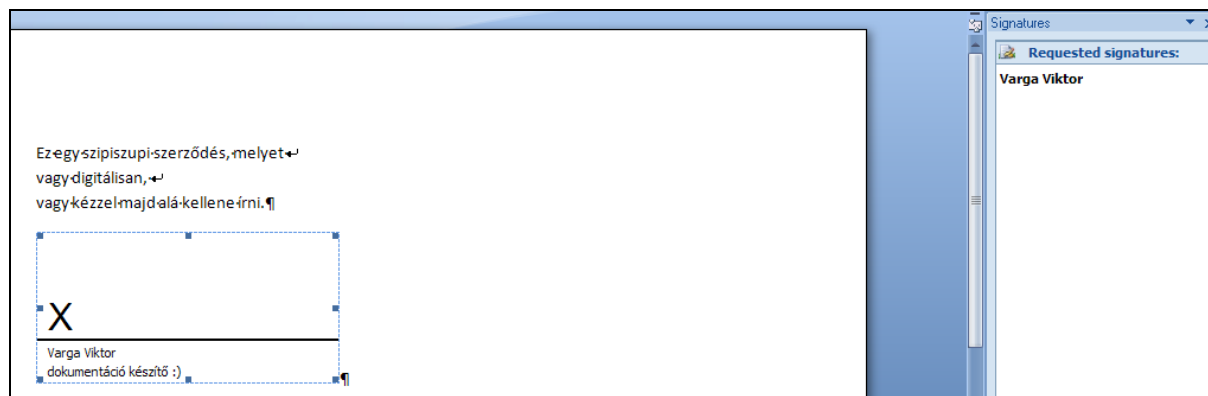 Signatures
Requested signatures:
Varga Viktor
Ez egy szipiszupi szerződés, melyet↵
vagy digitálisan, ↵
vagy kézzel majd alá kellene írni.¶
X
Varga Viktor
dokumentáció készítő :)
¶